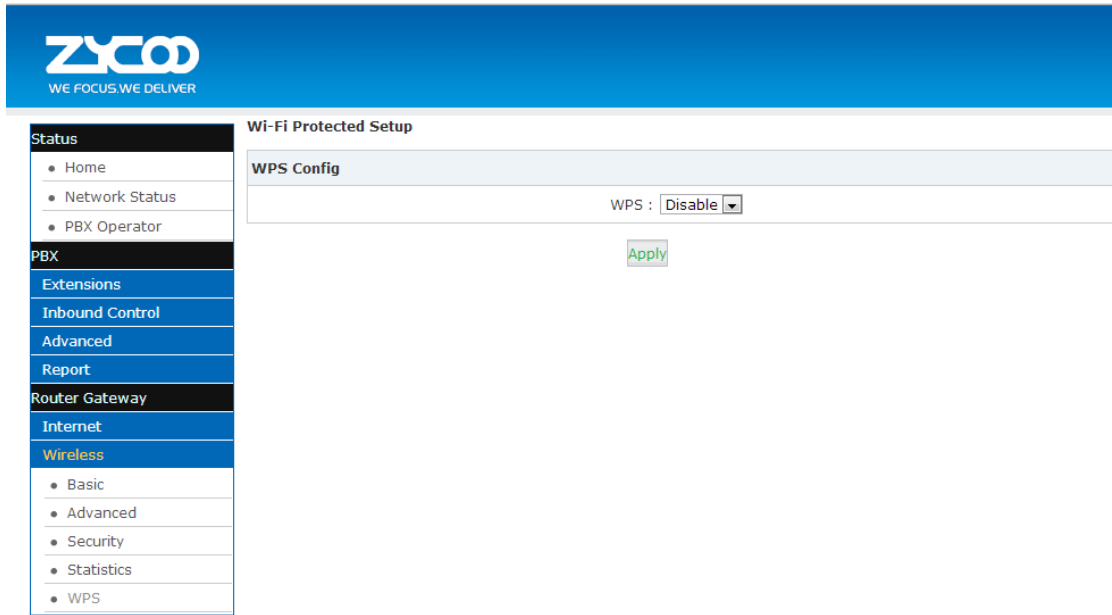 ZYCOO
WE FOCUS.WE DELIVER
Status
Home
Network Status
PBX Operator
PBX
Extensions
Inbound Control
Advanced
Report
Router Gateway
Internet
Wireless
Basic
Advanced
Security
Statistics
WPS
Wi-Fi Protected Setup
WPS Config
WPS : Disable
Apply